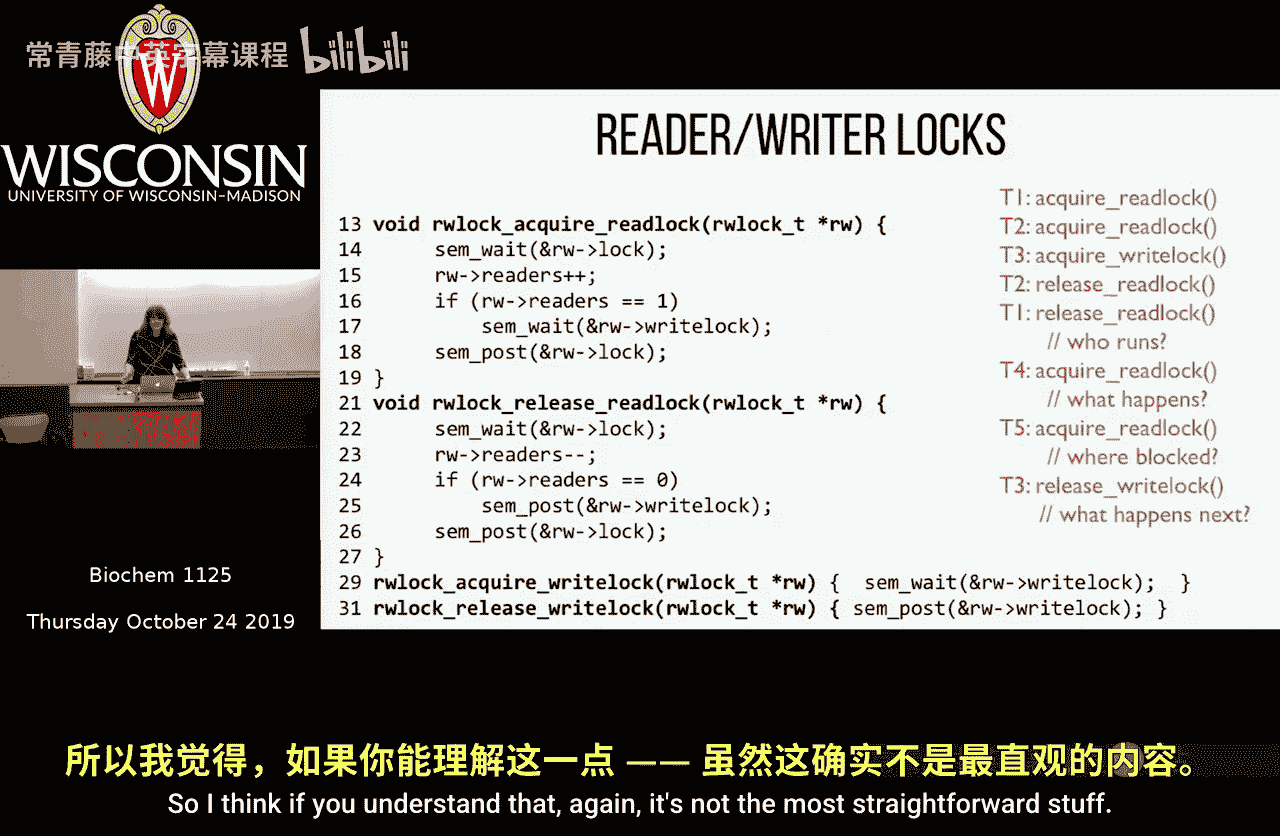 常青藤中英字幕课程 bilibili
W
WISCONSIN
UNIVERSITY OF WISCONSIN-MADISON
READER/WRITER LOCKS
13 void rwlock_acquire_readlock(rwlock_t *rw) {
14 sem_wait(&rw->lock);
15 rw->readers++;
16 if (rw->readers == 1)
17 sem_wait(&rw->writelock);
18 sem_post(&rw->lock);
19 }
21 void rwlock_release_readlock(rwlock_t *rw) {
22 sem_wait(&rw->lock);
23 rw->readers--;
24 if (rw->readers == 0)
25 sem_post(&rw->writelock);
26 sem_post(&rw->lock);
27 }
29 rwlock_acquire_writelock(rwlock_t *rw) { sem_wait(&rw->writelock); }
31 rwlock_release_writelock(rwlock_t *rw) { sem_post(&rw->writelock); }
T1: acquire_readlock()
T2: acquire_readlock()
T3: acquire_writelock()
T2: release_readlock()
T1: release_readlock()
// who runs?
T4: acquire_readlock()
// what happens?
T5: acquire_readlock()
// where blocked?
T3: release_writelock()
// what happens next?
Biochem 1125
Thursday October 24 2019
所以我觉得，如果你能理解这一点 —— 虽然这确实不是最直观的内容。
So I think if you understand that, again, it's not the most straightforward stuff.